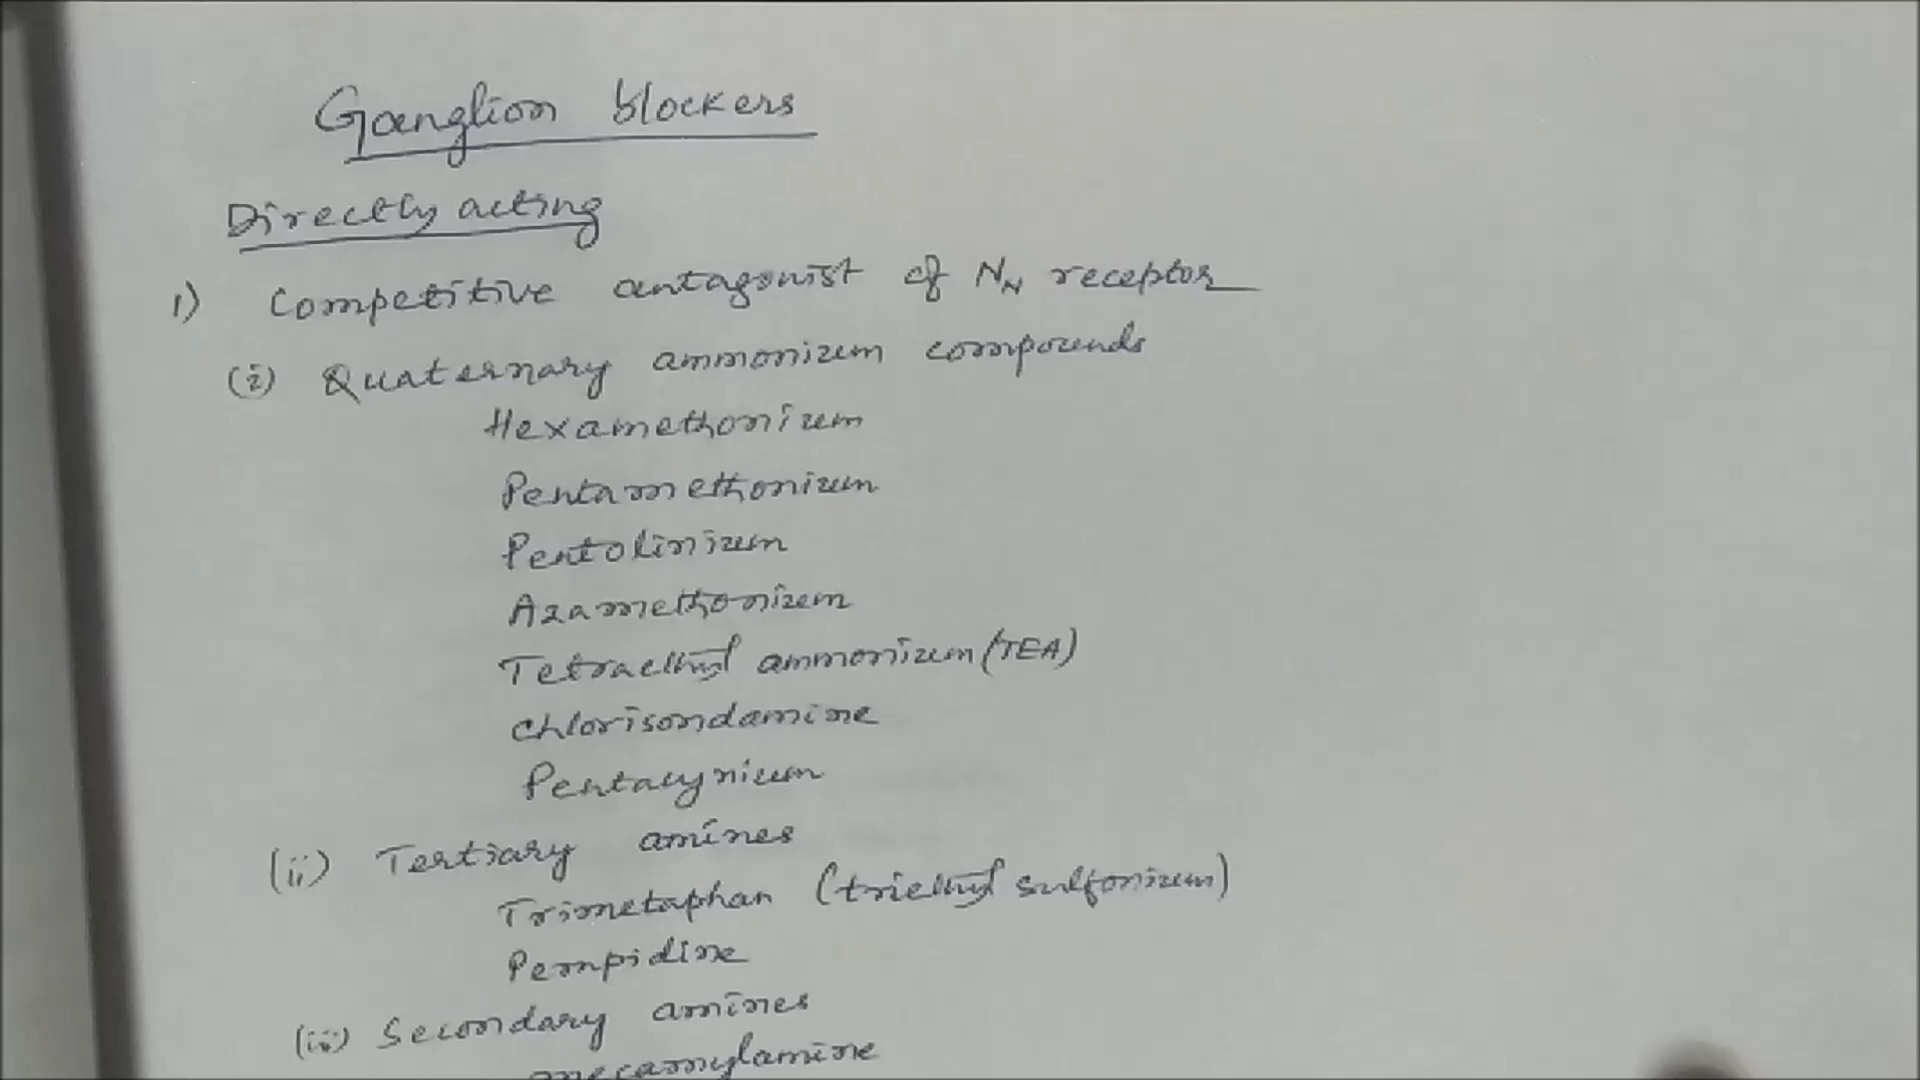 Ganglion blockers
Directly acting
1) Competitive antagonist of NN receptor
(i) Quaternary ammonium compounds
Hexamethonium
Pentamethonium
Pentolinium
Azamethonium
Tetraethyl ammonium (TEA)
Chlorisondamine
Pentacynium
(ii) Tertiary amines
Trimetaphan (triethyl sulfonium)
Pempidine
(iii) Secondary amines
mecamylamine